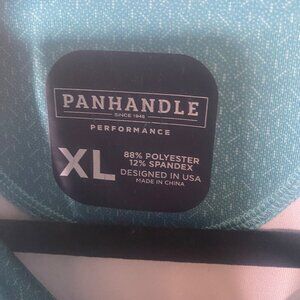 PANHANDLE
SINCE 1946
PERFORMANCE
XL
88% POLYESTER
12% SPANDEX
DESIGNED IN USA
MADE IN CHINA